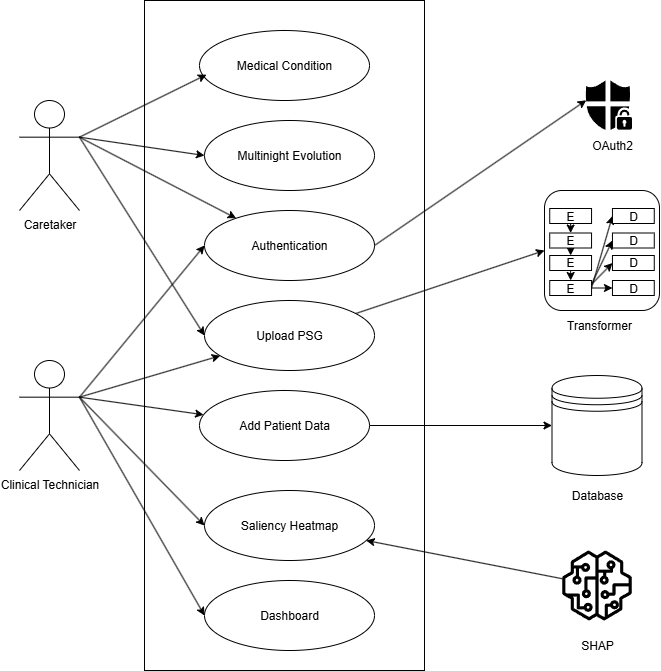 Medical Condition
Multinight Evolution
Authentication
Upload PSG
Add Patient Data
Saliency Heatmap
Dashboard
Caretaker
Clinical Technician
OAuth2
E D
E D
E D
E D
Transformer
Database
SHAP